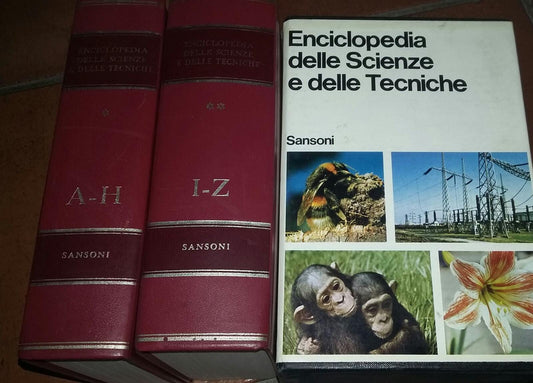 ENCICLOPEDIA
DELLE SCIENZE
E DELLE TECNICHE
*
A-H
SANSONI
ENCICLOPEDIA
DELLE SCIENZE
E DELLE TECNICHE
**
I-Z
SANSONI
Enciclopedia
delle Scienze
e delle Tecniche
Sansoni